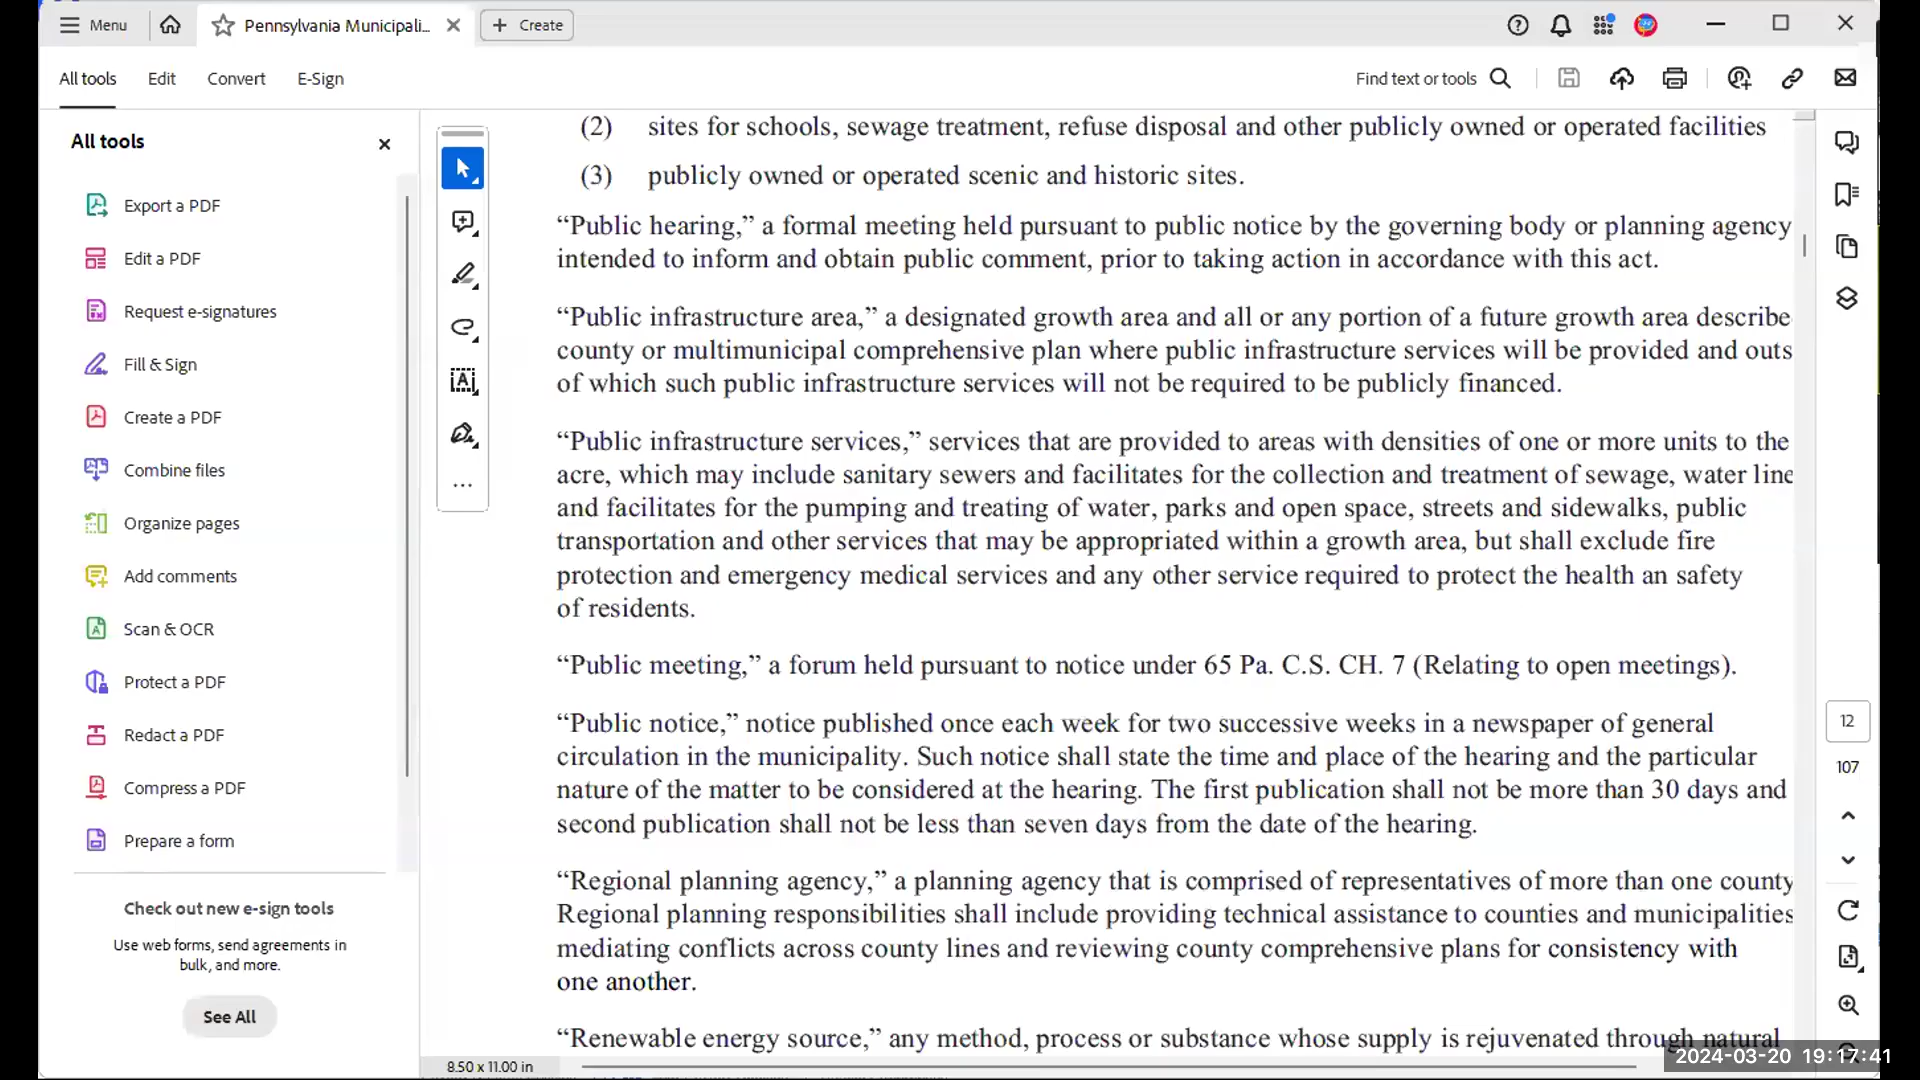 Menu
Pennsylvania Municipali...
Create
All tools
Edit
Convert
E-Sign
Find text or tools
All tools
Export a PDF
Edit a PDF
Request e-signatures
Fill & Sign
Create a PDF
Combine files
Organize pages
Add comments
Scan & OCR
Protect a PDF
Redact a PDF
Compress a PDF
Prepare a form
Check out new e-sign tools
Use web forms, send agreements in
bulk, and more.
See All
(2) sites for schools, sewage treatment, refuse disposal and other publicly owned or operated facilities
(3) publicly owned or operated scenic and historic sites.
“Public hearing,” a formal meeting held pursuant to public notice by the governing body or planning agency
intended to inform and obtain public comment, prior to taking action in accordance with this act.
“Public infrastructure area,” a designated growth area and all or any portion of a future growth area describe
county or multimunicipal comprehensive plan where public infrastructure services will be provided and outs
of which such public infrastructure services will not be required to be publicly financed.
“Public infrastructure services,” services that are provided to areas with densities of one or more units to the
acre, which may include sanitary sewers and facilitates for the collection and treatment of sewage, water line
and facilitates for the pumping and treating of water, parks and open space, streets and sidewalks, public
transportation and other services that may be appropriated within a growth area, but shall exclude fire
protection and emergency medical services and any other service required to protect the health an safety
of residents.
“Public meeting,” a forum held pursuant to notice under 65 Pa. C.S. CH. 7 (Relating to open meetings).
“Public notice,” notice published once each week for two successive weeks in a newspaper of general
circulation in the municipality. Such notice shall state the time and place of the hearing and the particular
nature of the matter to be considered at the hearing. The first publication shall not be more than 30 days and
second publication shall not be less than seven days from the date of the hearing.
“Regional planning agency,” a planning agency that is comprised of representatives of more than one county
Regional planning responsibilities shall include providing technical assistance to counties and municipalities
mediating conflicts across county lines and reviewing county comprehensive plans for consistency with
one another.
“Renewable energy source,” any method, process or substance whose supply is rejuvenated through natural
8.50 x 11.00 in
12
107
2024-03-20 19:17:41